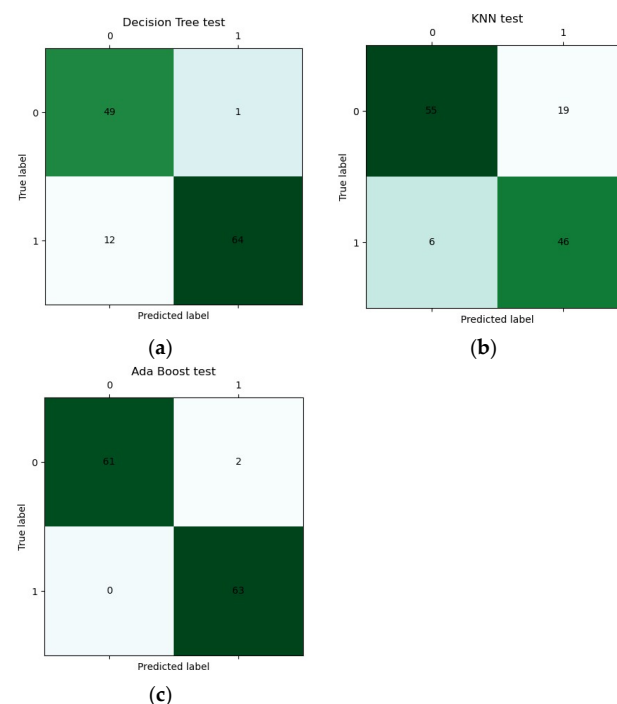 Decision Tree test
0 1
True label
0 49 1
1 12 64
Predicted label
(a)
KNN test
0 1
True label
0 55 19
1 6 46
Predicted label
(b)
Ada Boost test
0 1
True label
0 61 2
1 0 63
Predicted label
(c)